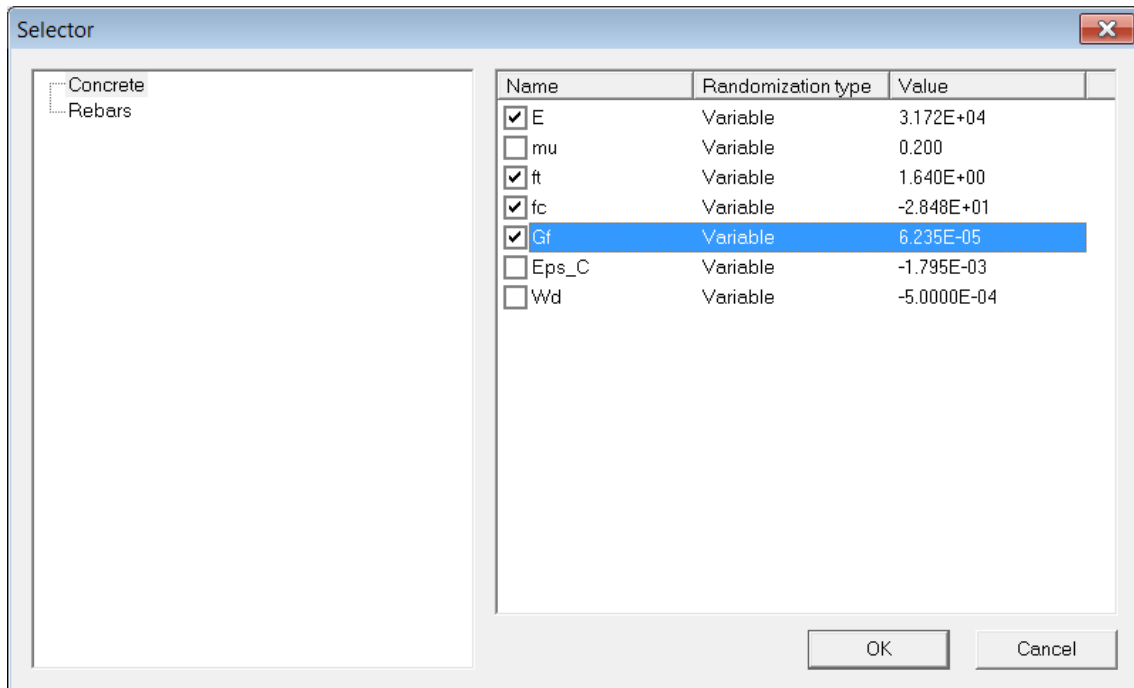 Selector
Concrete
Rebars
Name Randomization type Value
E Variable 3.172E+04
mu Variable 0.200
ft Variable 1.640E+00
fc Variable -2.848E+01
Gf Variable 6.235E-05
Eps_C Variable -1.795E-03
Wd Variable -5.0000E-04
OK Cancel